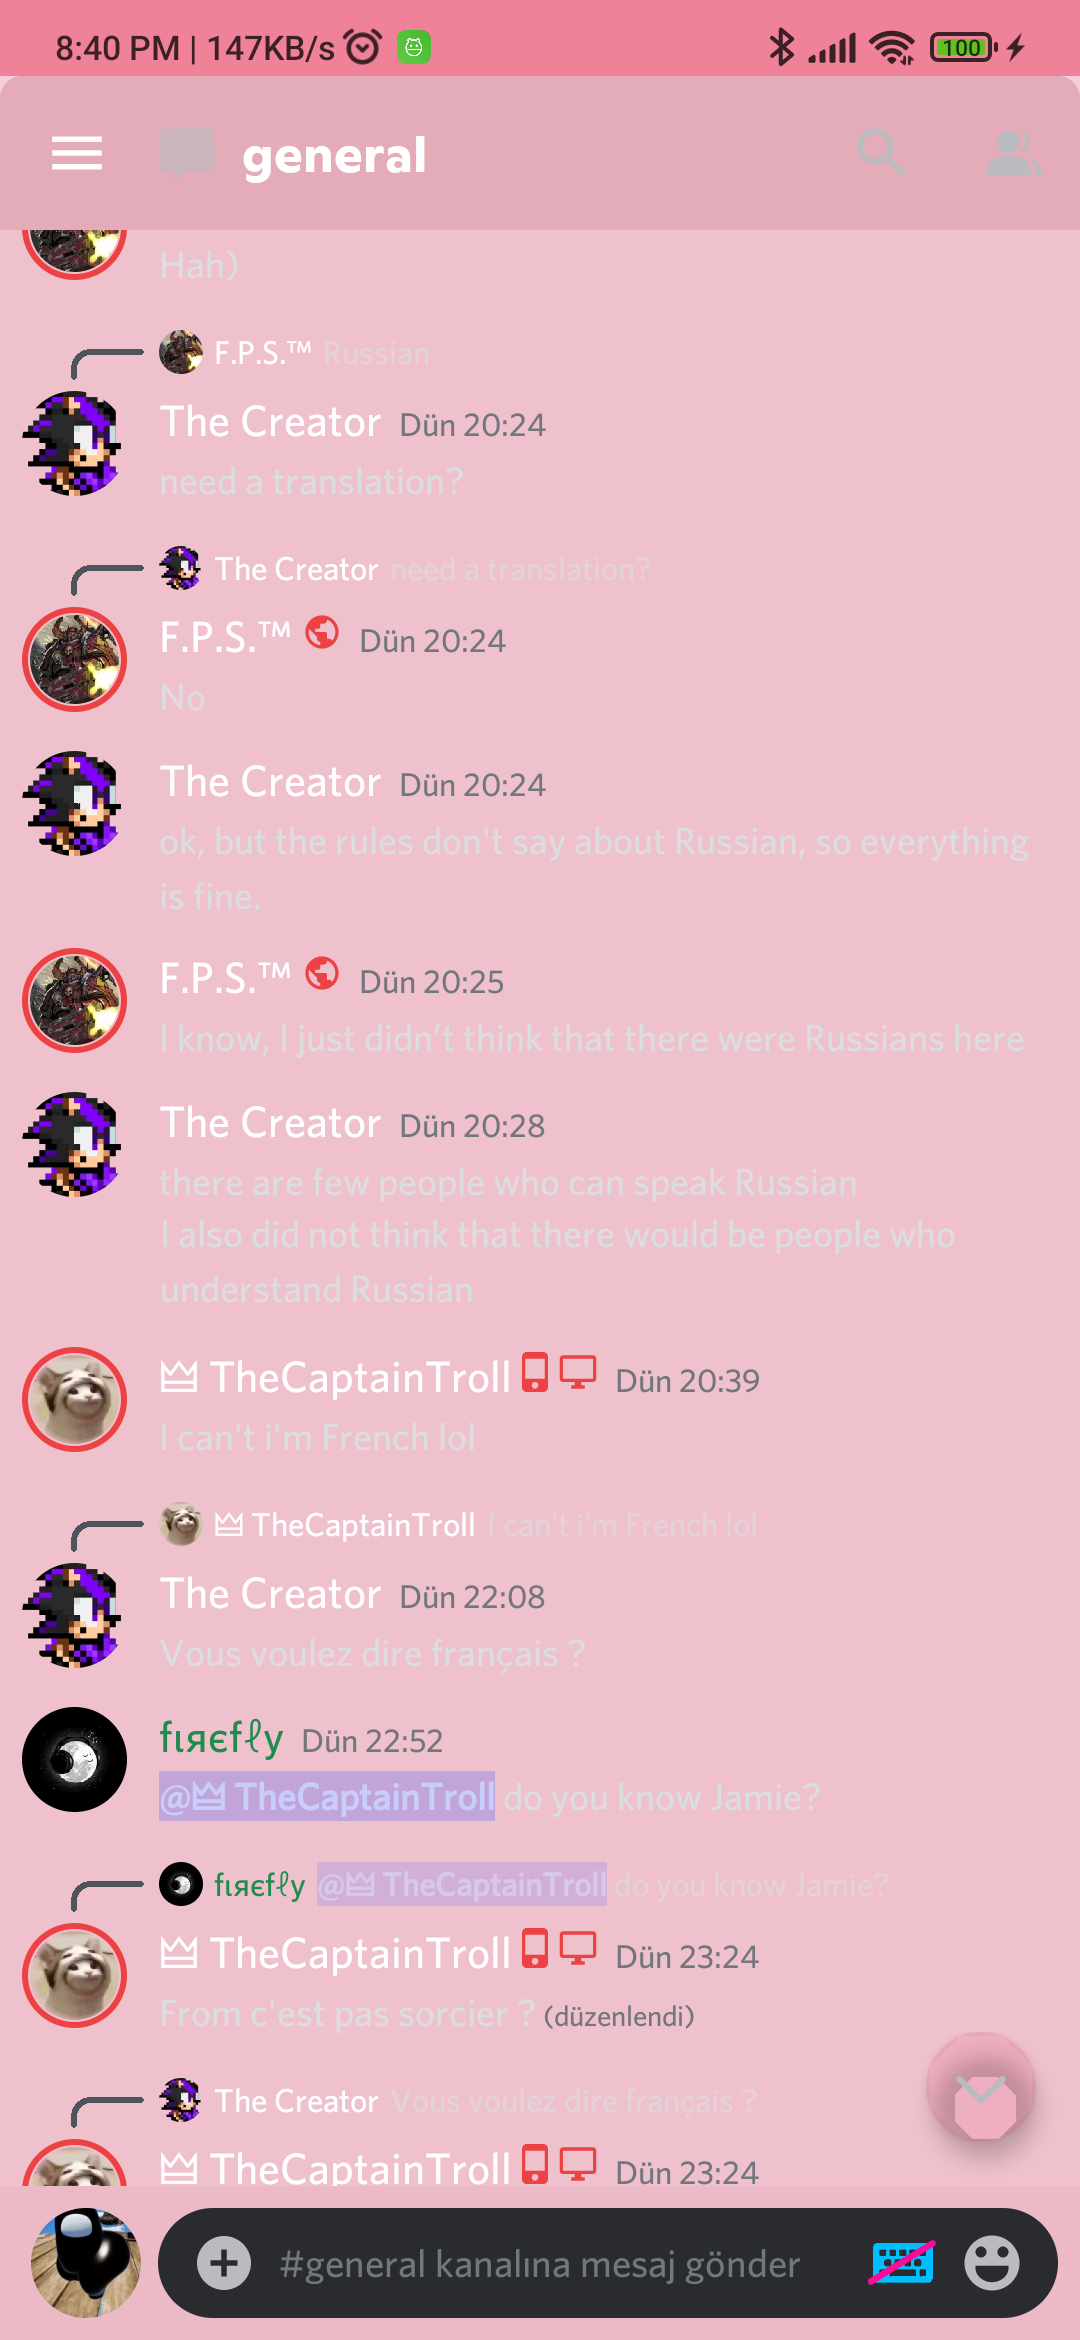 8:40 PM | 147KB/s
100
general
Hah)
F.P.S.™ Russian
The Creator Dün 20:24
need a translation?
The Creator need a translation?
F.P.S.™ Dün 20:24
No
The Creator Dün 20:24
ok, but the rules don't say about Russian, so everything
is fine.
F.P.S.™ Dün 20:25
I know, I just didn’t think that there were Russians here
The Creator Dün 20:28
there are few people who can speak Russian
I also did not think that there would be people who
understand Russian
TheCaptainTroll Dün 20:39
I can't i'm French lol
TheCaptainTroll I can't i'm French lol
The Creator Dün 22:08
Vous voulez dire français ?
fιяєfℓy Dün 22:52
@TheCaptainTroll do you know Jamie?
fιяєfℓy @TheCaptainTroll do you know Jamie?
TheCaptainTroll Dün 23:24
From c'est pas sorcier ? (düzenlendi)
The Creator Vous voulez dire français ?
TheCaptainTroll Dün 23:24
#general kanalına mesaj gönder